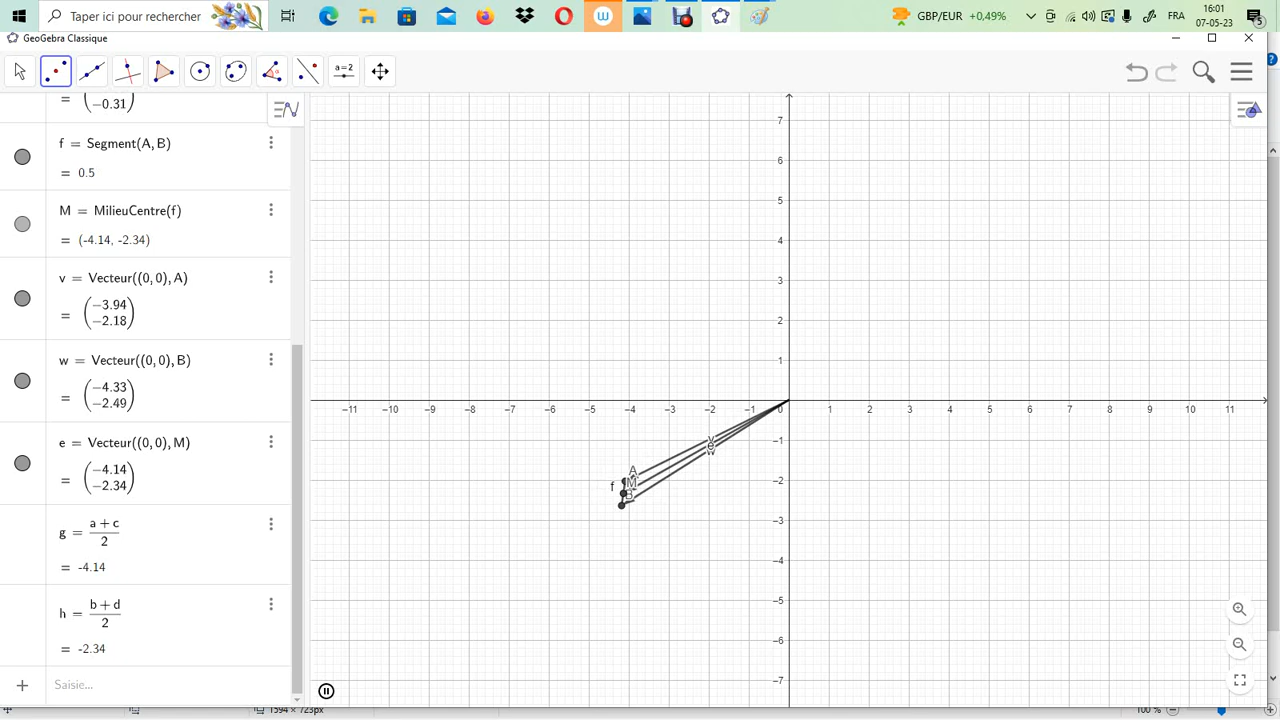 Taper ici pour rechercher
GBP/EUR +0,49%
FRA
16:01
07-05-23
5
GeoGebra Classique
a=2
= ( −0.31 )
f = Segment(A, B)
= 0.5
M = MilieuCentre(f)
= (-4.14, -2.34)
v = Vecteur((0, 0), A)
= (−3.94
−2.18)
w = Vecteur((0, 0), B)
= (−4.33
−2.49)
e = Vecteur((0, 0), M)
= (−4.14
−2.34)
g = a + c
2
= -4.14
h = b + d
2
= -2.34
Saisie...
7
6
5
4
3
2
1
−11 −10 −9 −8 −7 −6 −5 −4 −3 −2 −1 0 1 2 3 4 5 6 7 8 9 10 11
−1
−2
−3
−4
−5
−6
−7
v
e
w
A
M
f
B
1594 × 723px
100 %